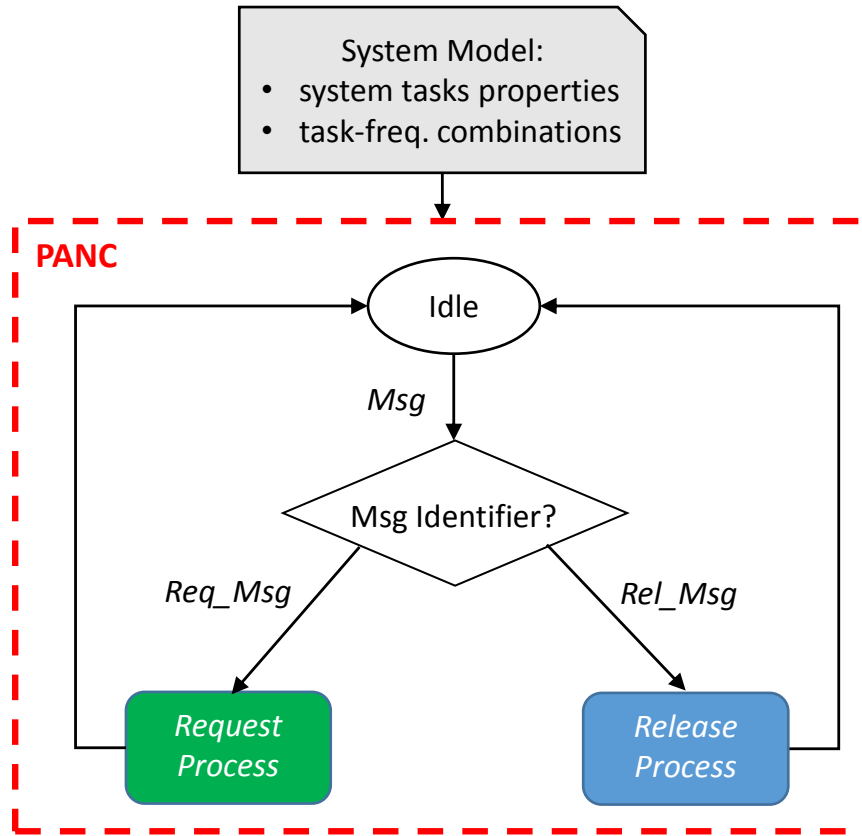 System Model:
• system tasks properties
• task-freq. combinations
PANC
Idle
Msg
Msg Identifier?
Req_Msg
Rel_Msg
Request
Process
Release
Process